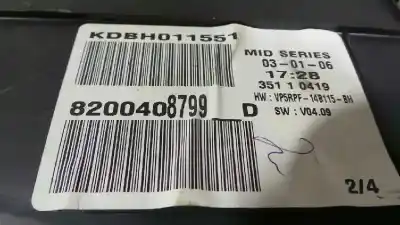 KDBH011551
MID SERIES
03-01-06
17:28
351 1 0419
HW : VP5RPF-14B115-BH
SW : V04.09
8200408799 D
2/4